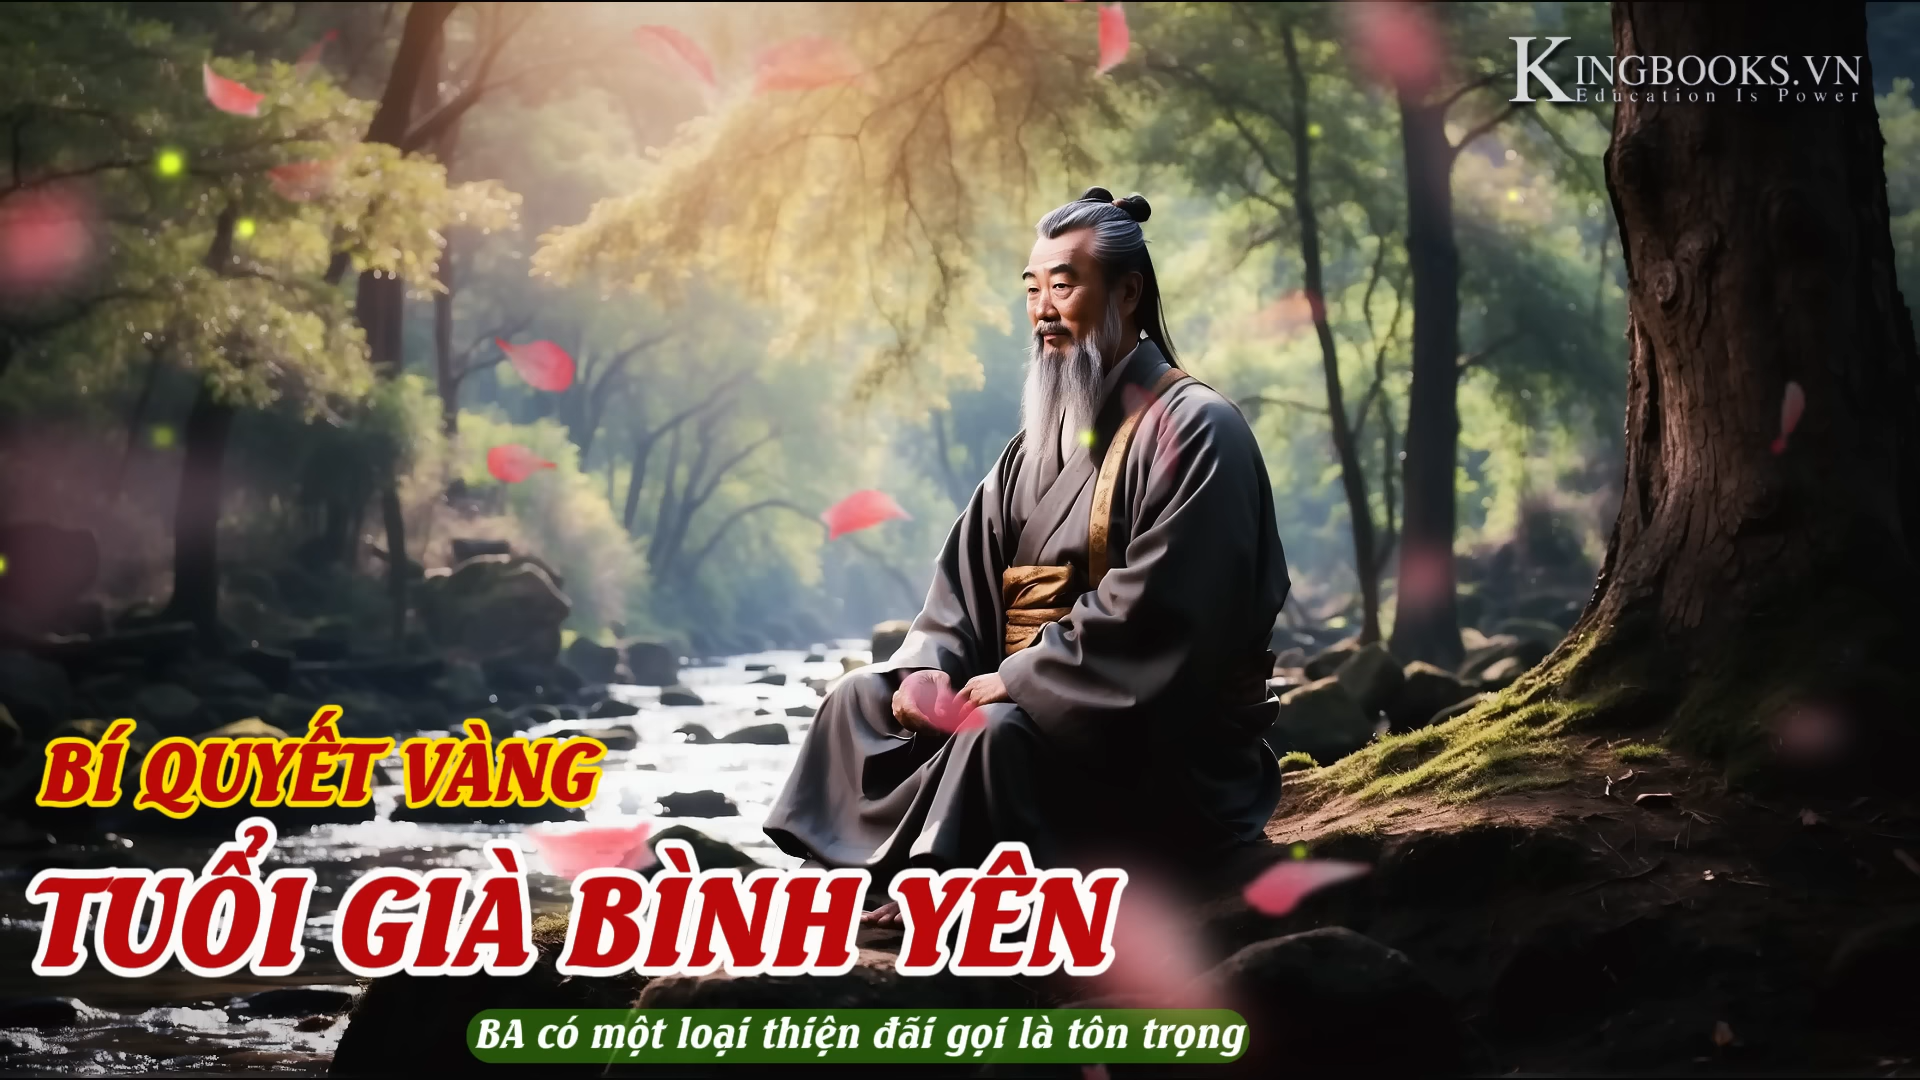 KINGBOOKS.VN
Education Is Power
BÍ QUYẾT VÀNG
TUỔI GIÀ BÌNH YÊN
BA có một loại thiện đãi gọi là tôn trọng